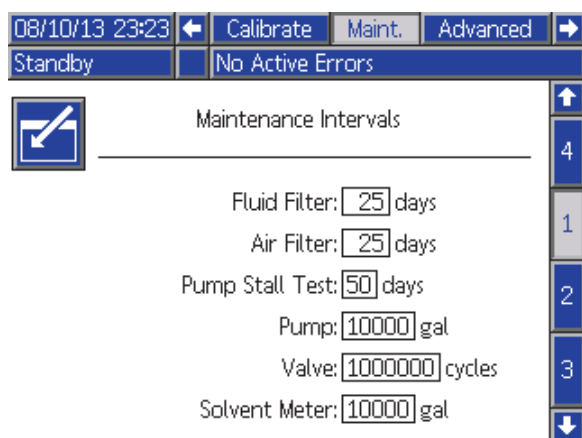 08/10/13 23:23 Calibrate Maint. Advanced
Standby No Active Errors
Maintenance Intervals
4
Fluid Filter: 25 days
1
Air Filter: 25 days
Pump Stall Test: 50 days
2
Pump: 10000 gal
Valve: 1000000 cycles
3
Solvent Meter: 10000 gal